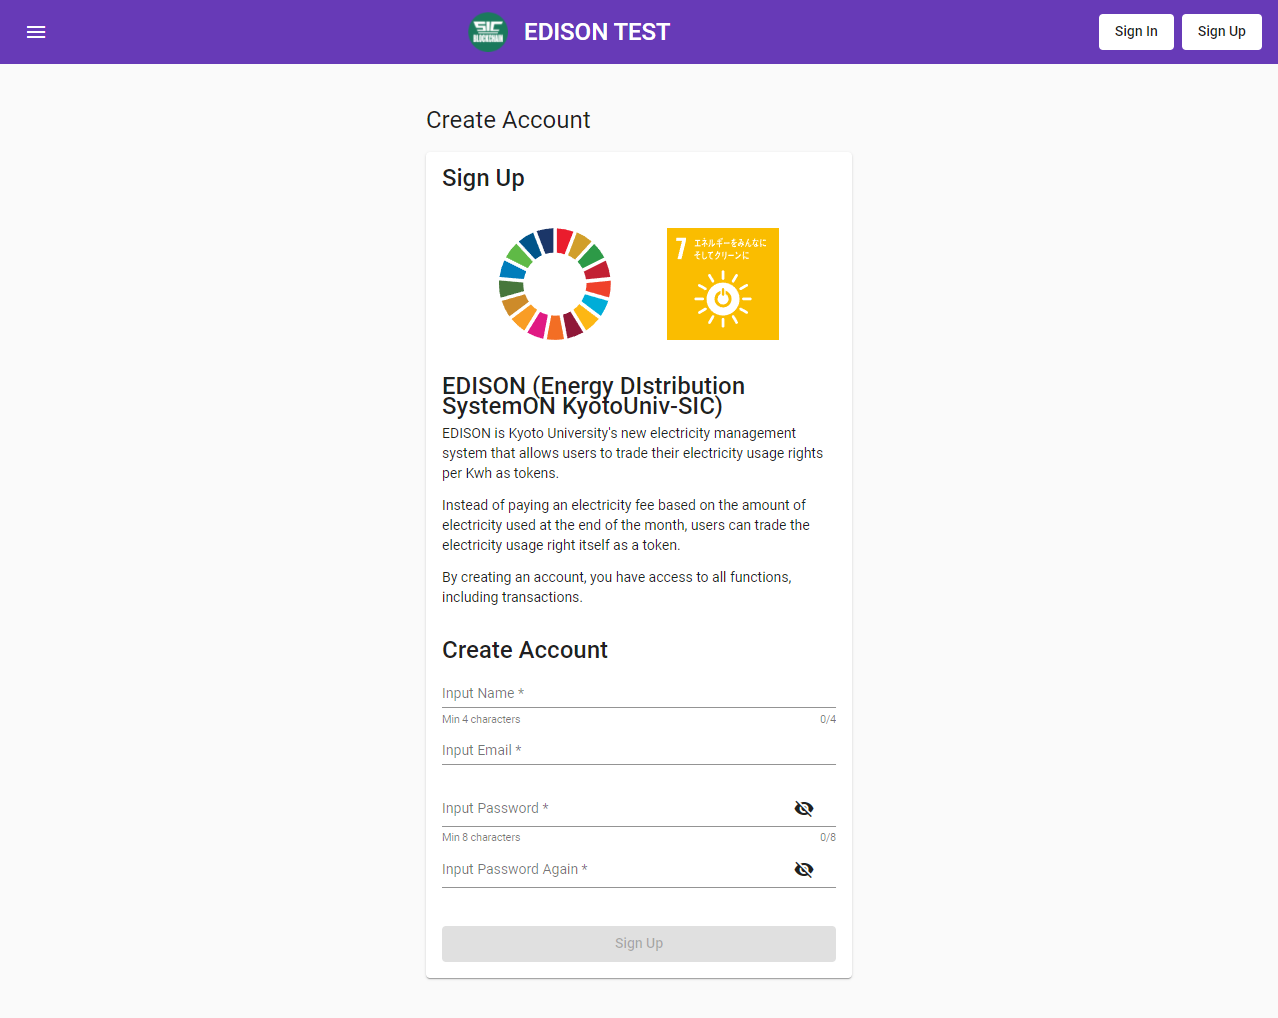 SIC
BLOCKCHAIN
EDISON TEST
Sign In
Sign Up
Create Account
Sign Up
7 エネルギーをみんなに
そしてクリーンに
EDISON (Energy DIstribution
SystemON KyotoUniv-SIC)
EDISON is Kyoto University's new electricity management
system that allows users to trade their electricity usage rights
per Kwh as tokens.
Instead of paying an electricity fee based on the amount of
electricity used at the end of the month, users can trade the
electricity usage right itself as a token.
By creating an account, you have access to all functions,
including transactions.
Create Account
Input Name *
Min 4 characters 0/4
Input Email *
Input Password *
Min 8 characters 0/8
Input Password Again *
Sign Up